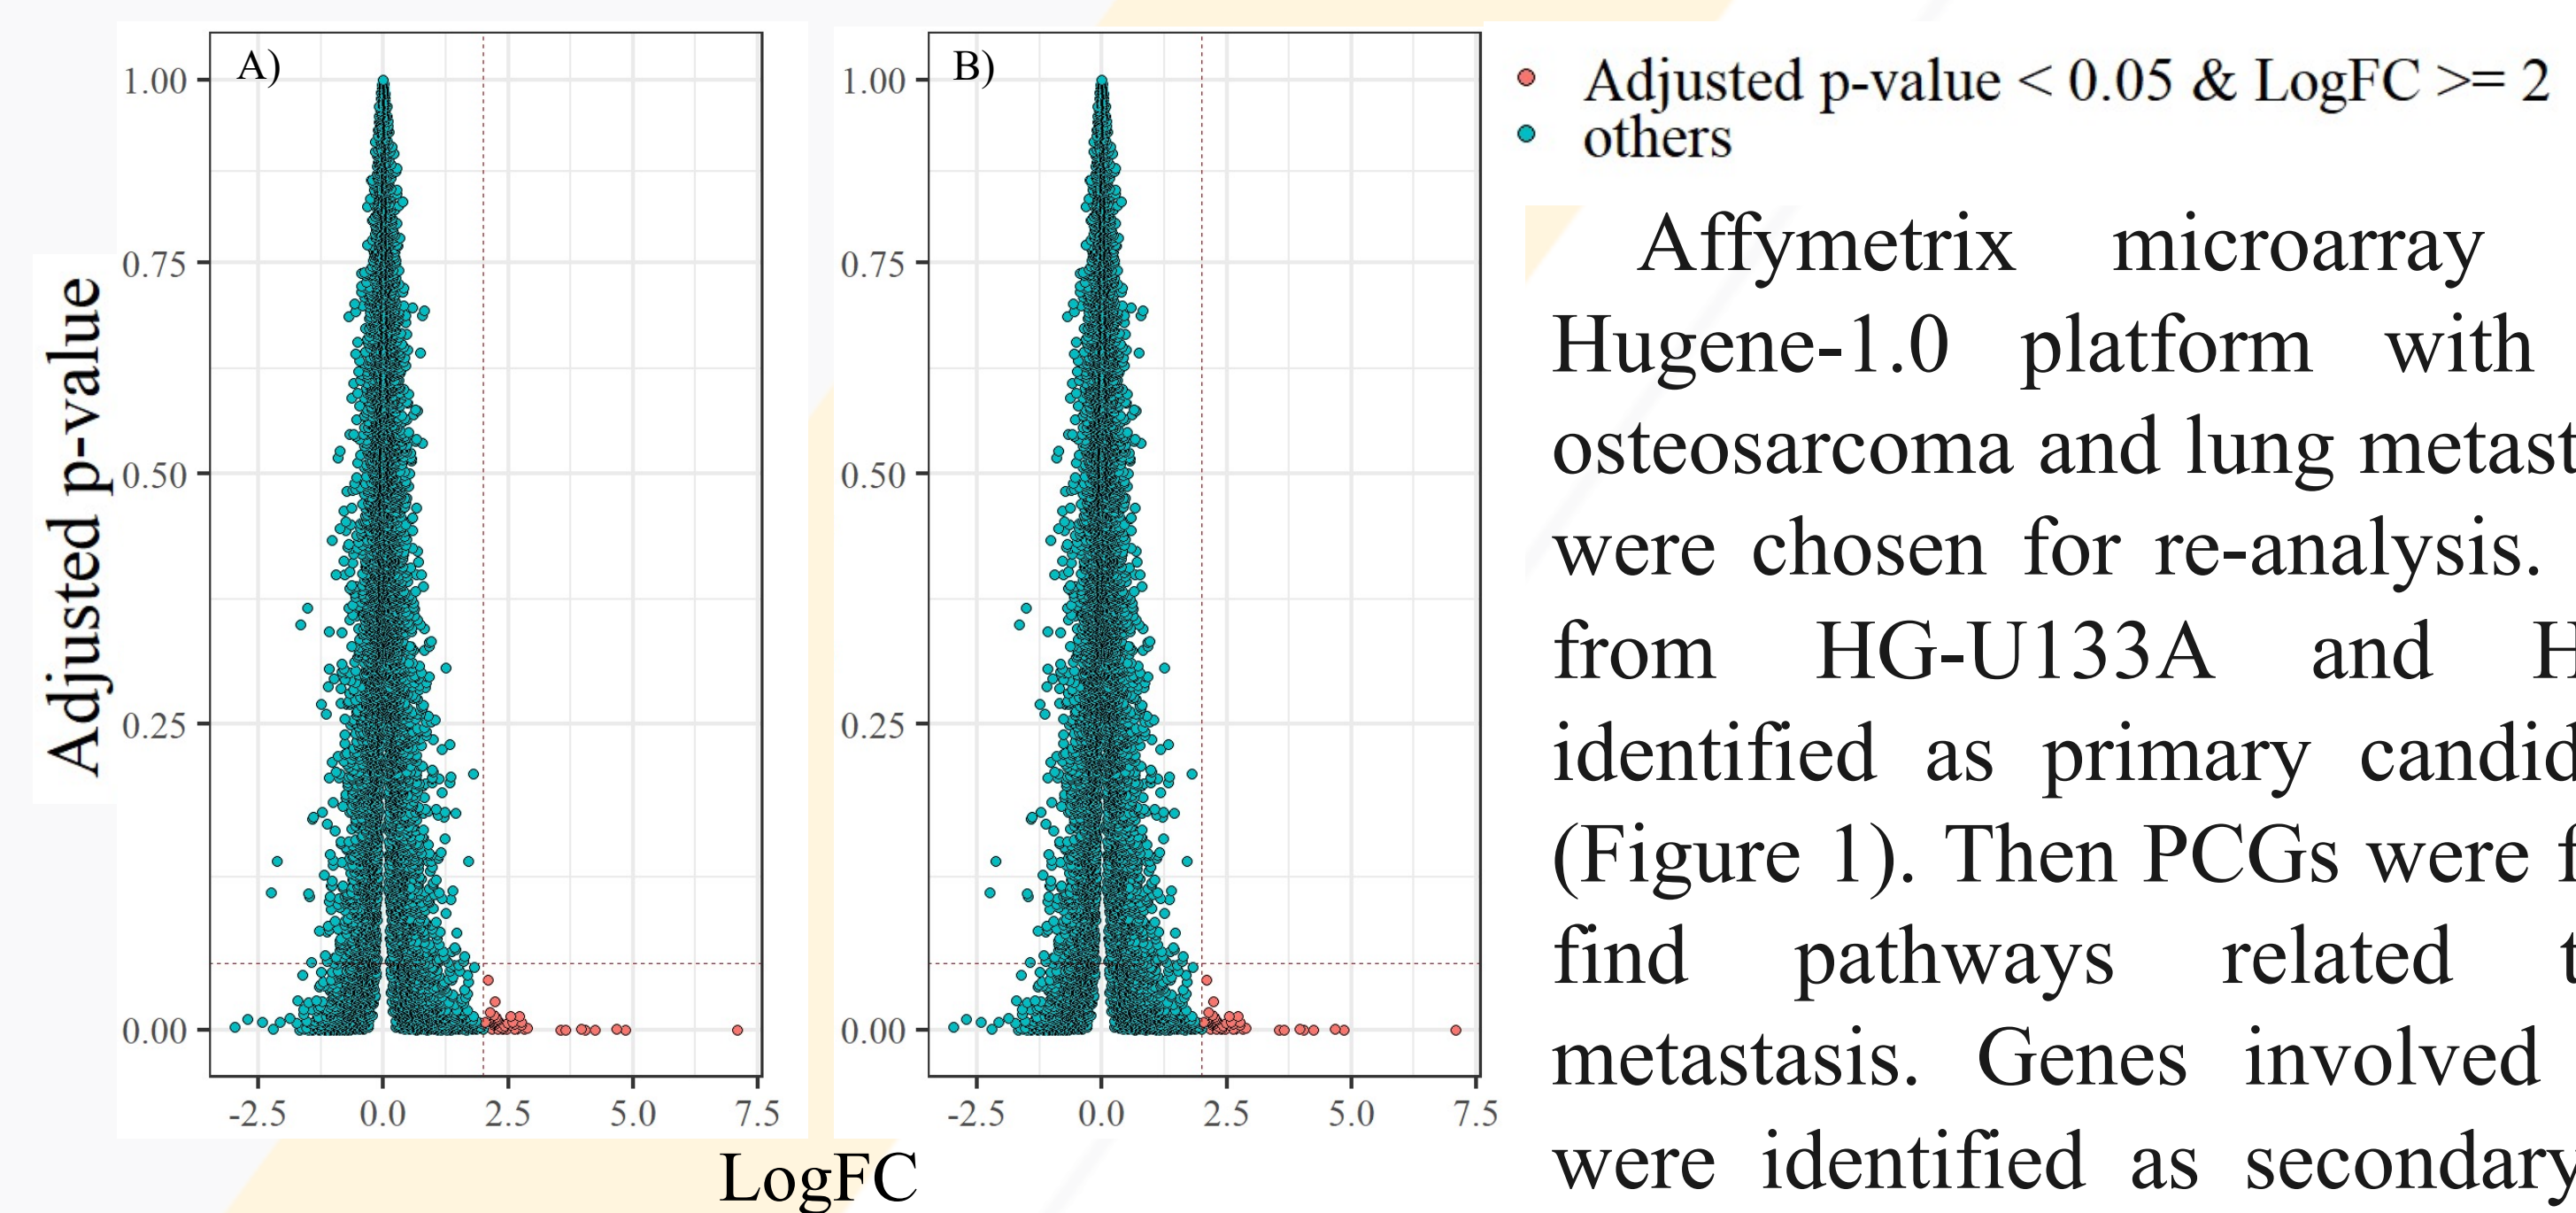 A)
1.00
0.75
0.50
0.25
0.00
-2.5 0.0 2.5 5.0 7.5
Adjusted p-value
B)
1.00
0.75
0.50
0.25
0.00
-2.5 0.0 2.5 5.0 7.5
LogFC
Adjusted p-value < 0.05 & LogFC >= 2
others
Affymetrix microarray
Hugene-1.0 platform with
osteosarcoma and lung metast
were chosen for re-analysis.
from HG-U133A and H
identified as primary candid
(Figure 1). Then PCGs were f
find pathways related t
metastasis. Genes involved
were identified as secondary